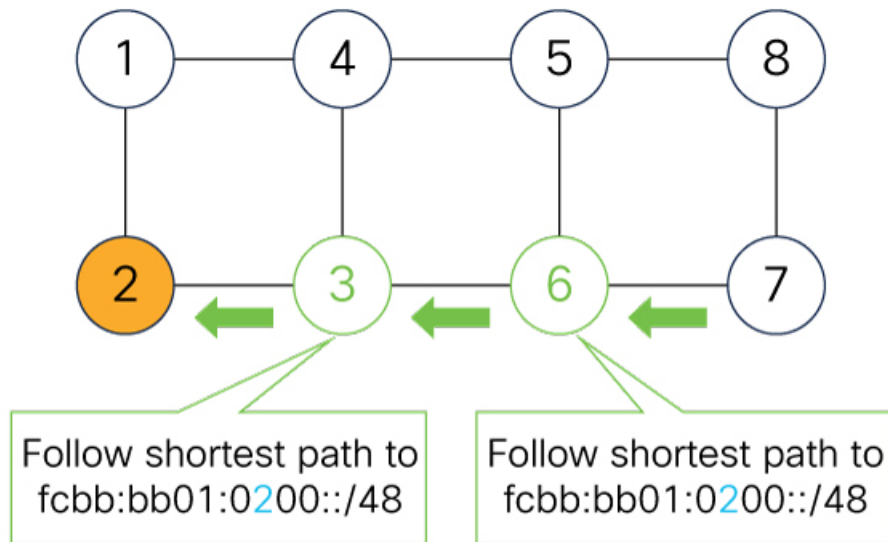 1 4 5 8
2 3 6 7
Follow shortest path to
fcbb:bb01:0200::/48
Follow shortest path to
fcbb:bb01:0200::/48